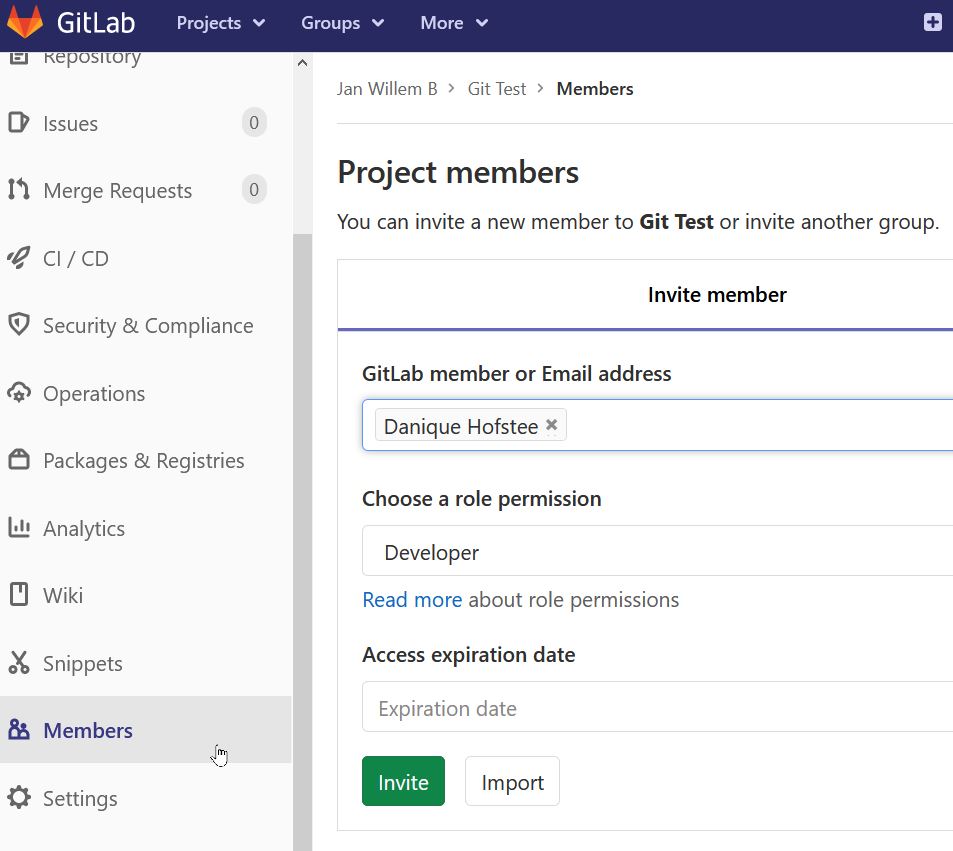 GitLab Projects Groups More
Repository
Issues 0
Merge Requests 0
CI / CD
Security & Compliance
Operations
Packages & Registries
Analytics
Wiki
Snippets
Members
Settings
Jan Willem B > Git Test > Members
Project members
You can invite a new member to Git Test or invite another group.
Invite member
GitLab member or Email address
Danique Hofstee ×
Choose a role permission
Developer
Read more about role permissions
Access expiration date
Expiration date
Invite Import